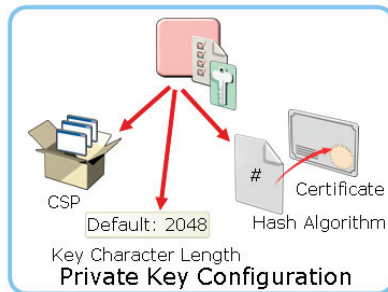 #
Certificate
CSP
Hash Algorithm
Default: 2048
Key Character Length
Private Key Configuration